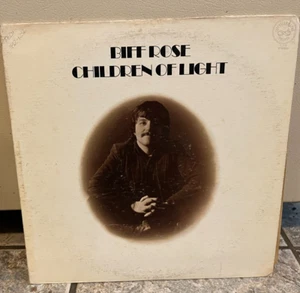 BIFF ROSE
CHILDREN OF LIGHT